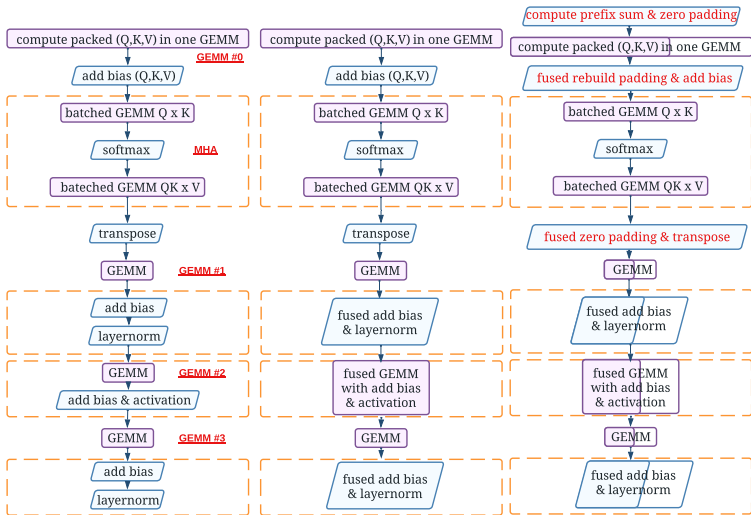 compute packed (Q,K,V) in one GEMM
GEMM #0
add bias (Q,K,V)
batched GEMM Q x K
softmax
MHA
bateched GEMM QK x V
transpose
GEMM
GEMM #1
add bias
layernorm
GEMM
GEMM #2
add bias & activation
GEMM
GEMM #3
add bias
layernorm
compute packed (Q,K,V) in one GEMM
add bias (Q,K,V)
batched GEMM Q x K
softmax
bateched GEMM QK x V
transpose
GEMM
fused add bias
& layernorm
fused GEMM
with add bias
& activation
GEMM
fused add bias
& layernorm
compute prefix sum & zero padding
compute packed (Q,K,V) in one GEMM
fused rebuild padding & add bias
batched GEMM Q x K
softmax
bateched GEMM QK x V
fused zero padding & transpose
GEMM
fused add bias
& layernorm
fused GEMM
with add bias
& activation
GEMM
fused add bias
& layernorm